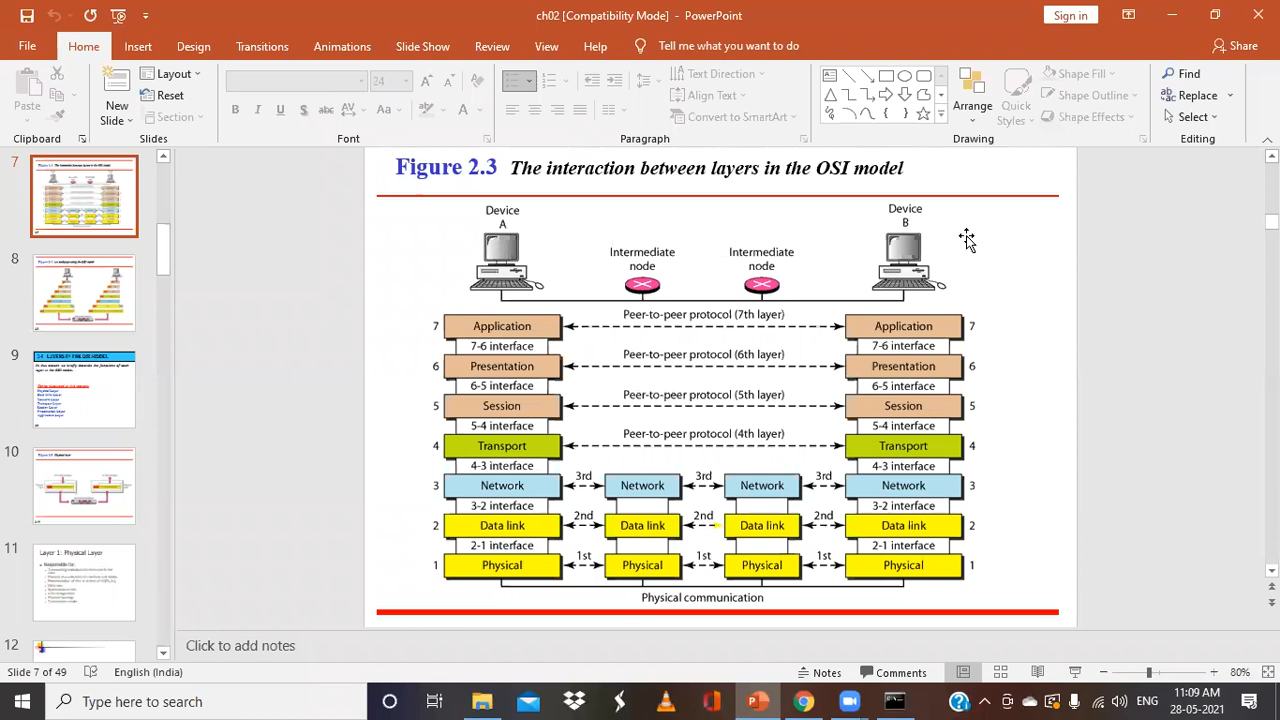 ch02 [Compatibility Mode] - PowerPoint
Sign in
File Home Insert Design Transitions Animations Slide Show Review View Help Tell me what you want to do Share
Paste
New
Slide
Layout
Reset
Section
24
B I U S abc AV Aa A
Text Direction
Align Text
Convert to SmartArt
Arrange
Quick
Styles
Shape Fill
Shape Outline
Shape Effects
Find
Replace
Select
Clipboard Slides Font Paragraph Drawing Editing
7
8
9
10
11
Layer 1: Physical Layer
12
Figure 2.3 The interaction between layers in the OSI model
Device
A
Intermediate
node
Intermediate
node
Device
B
7 Application Peer-to-peer protocol (7th layer) Application 7
7-6 interface 7-6 interface
6 Presentation Peer-to-peer protocol (6th layer) Presentation 6
6-5 interface 6-5 interface
5 Session Peer-to-peer protocol (5th layer) Session 5
5-4 interface 5-4 interface
4 Transport Peer-to-peer protocol (4th layer) Transport 4
4-3 interface 4-3 interface
3 Network 3rd Network 3rd Network 3rd Network 3
3-2 interface 3-2 interface
2 Data link 2nd Data link 2nd Data link 2nd Data link 2
2-1 interface 2-1 interface
1 Physical 1st Physical 1st Physical 1st Physical 1
Physical communication
Click to add notes
Slide 7 of 49 English (India) Notes Comments 80%
Type here to search
ENG
11:09 AM
28-05-2021